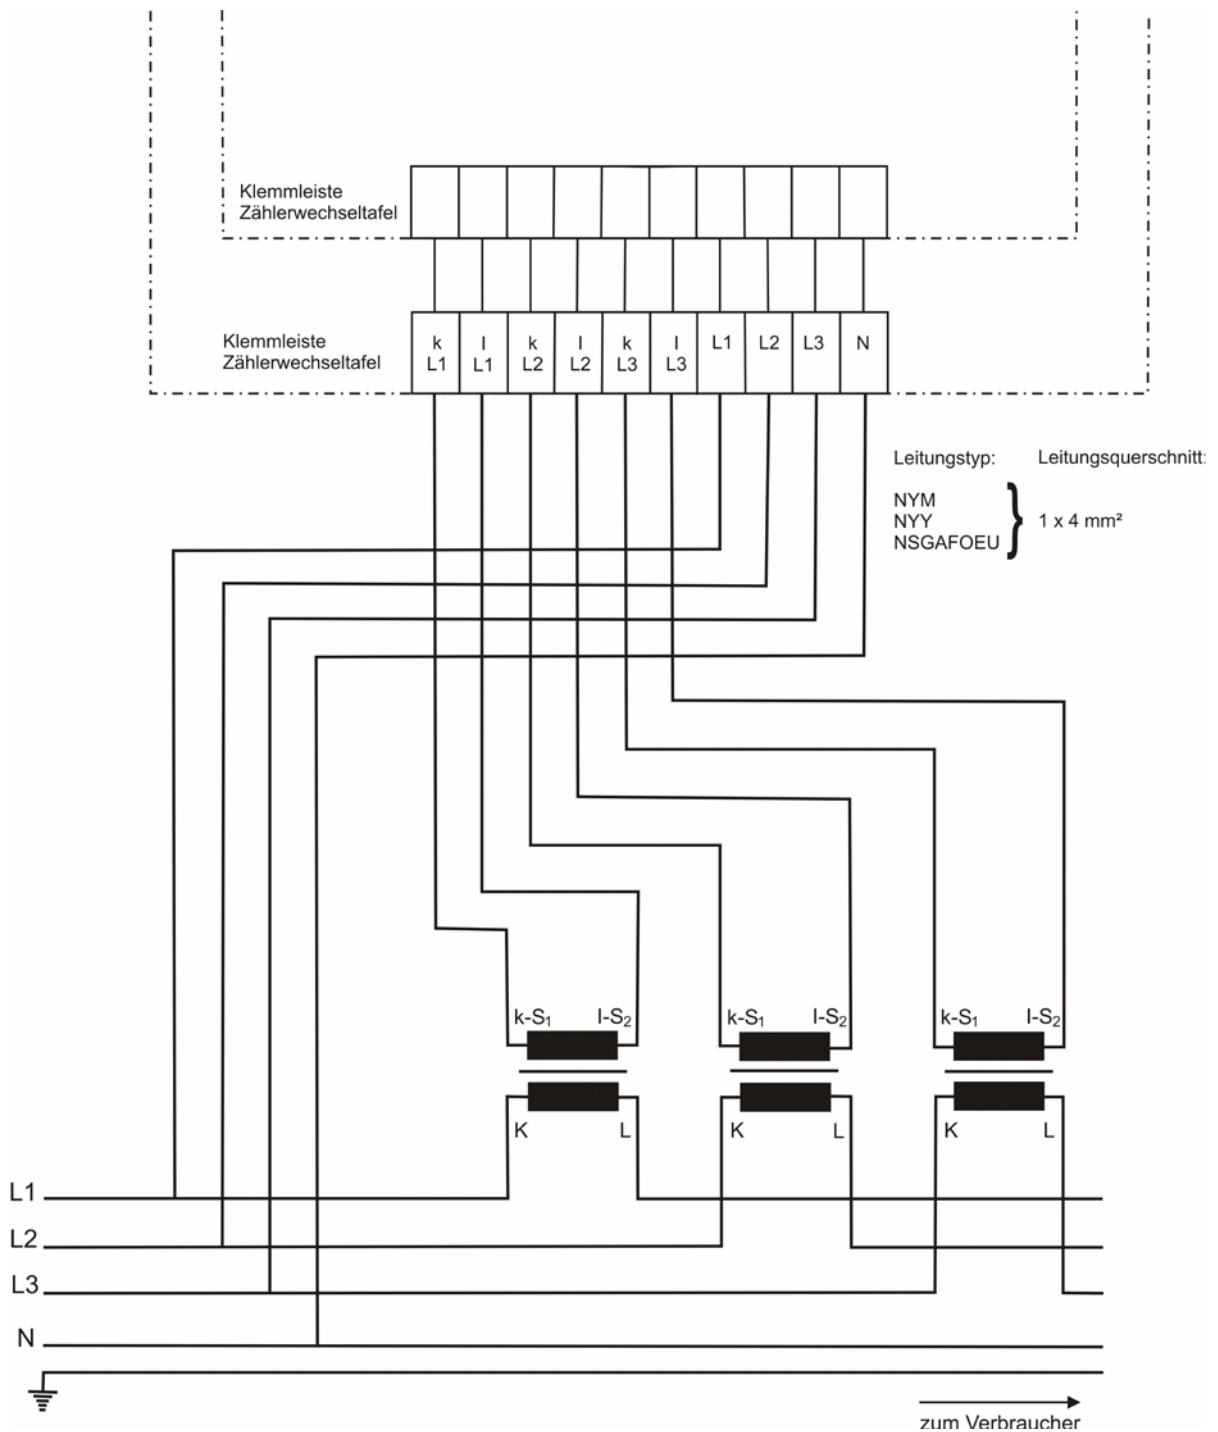 Klemmleiste
Zählerwechseltafel
Klemmleiste
Zählerwechseltafel
k l k l k l L1 L2 L3 N
L1 L1 L2 L2 L3 L3
Leitungstyp: Leitungsquerschnitt:
NYM
NYY 1 x 4 mm²
NSGAFOEU
k-S₁ l-S₂ k-S₁ l-S₂ k-S₁ l-S₂
K L K L K L
L1
L2
L3
N
zum Verbraucher